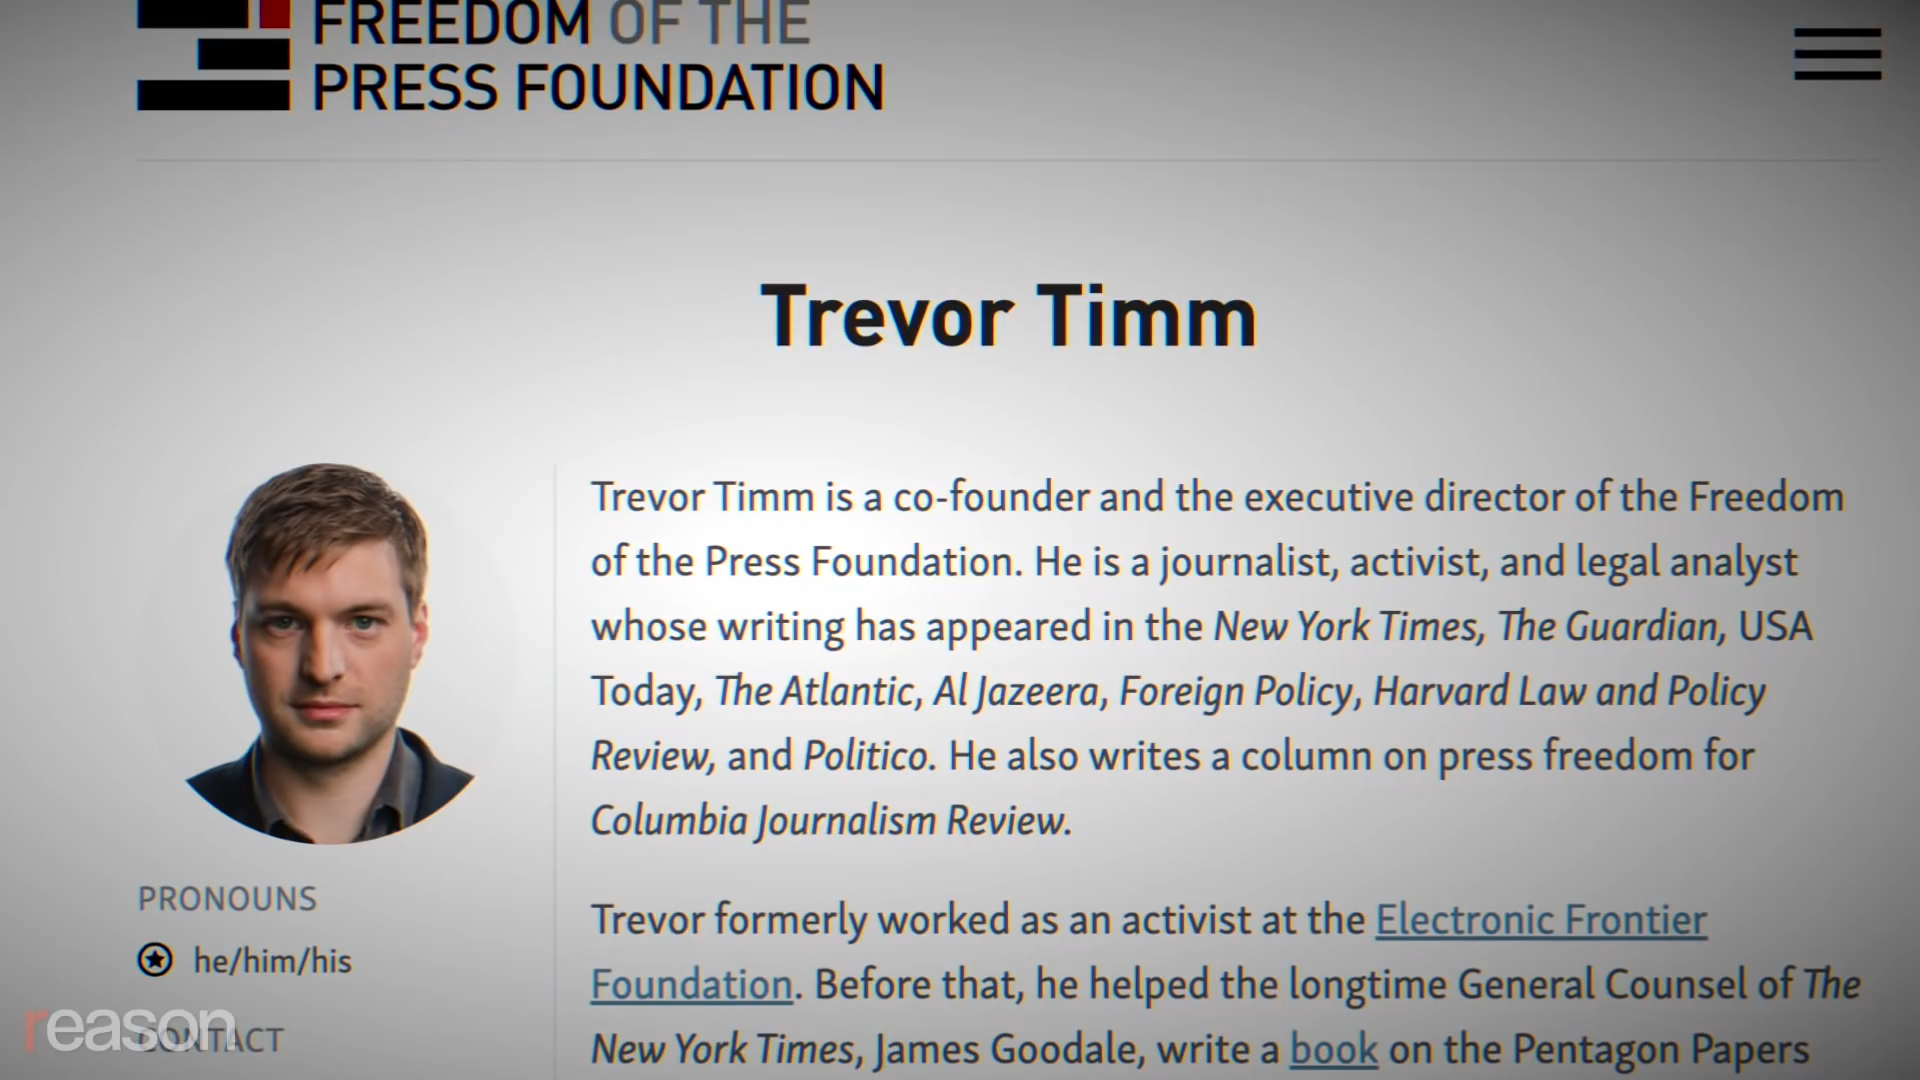 FREEDOM OF THE
PRESS FOUNDATION
Trevor Timm
Trevor Timm is a co-founder and the executive director of the Freedom
of the Press Foundation. He is a journalist, activist, and legal analyst
whose writing has appeared in the New York Times, The Guardian, USA
Today, The Atlantic, Al Jazeera, Foreign Policy, Harvard Law and Policy
Review, and Politico. He also writes a column on press freedom for
Columbia Journalism Review.
Trevor formerly worked as an activist at the Electronic Frontier
Foundation. Before that, he helped the longtime General Counsel of The
New York Times, James Goodale, write a book on the Pentagon Papers
PRONOUNS
he/him/his
CONTACT
reason